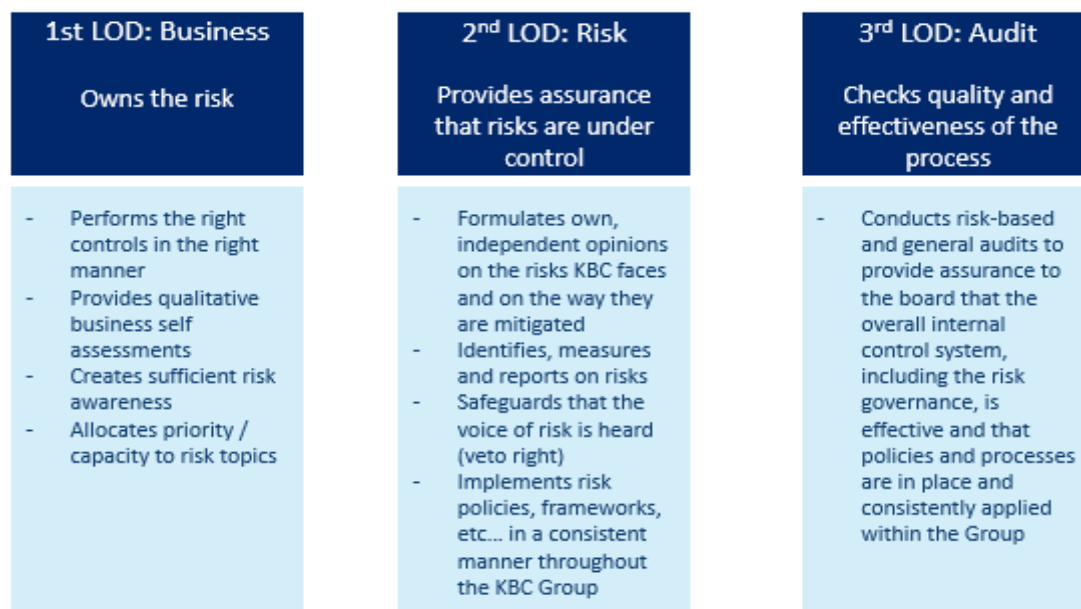 1st LOD: Business
Owns the risk
- Performs the right
controls in the right
manner
- Provides qualitative
business self
assessments
- Creates sufficient risk
awareness
- Allocates priority /
capacity to risk topics
2nd LOD: Risk
Provides assurance
that risks are under
control
- Formulates own,
independent opinions
on the risks KBC faces
and on the way they
are mitigated
- Identifies, measures
and reports on risks
- Safeguards that the
voice of risk is heard
(veto right)
- Implements risk
policies, frameworks,
etc... in a consistent
manner throughout
the KBC Group
3rd LOD: Audit
Checks quality and
effectiveness of the
process
- Conducts risk-based
and general audits to
provide assurance to
the board that the
overall internal
control system,
including the risk
governance, is
effective and that
policies and processes
are in place and
consistently applied
within the Group